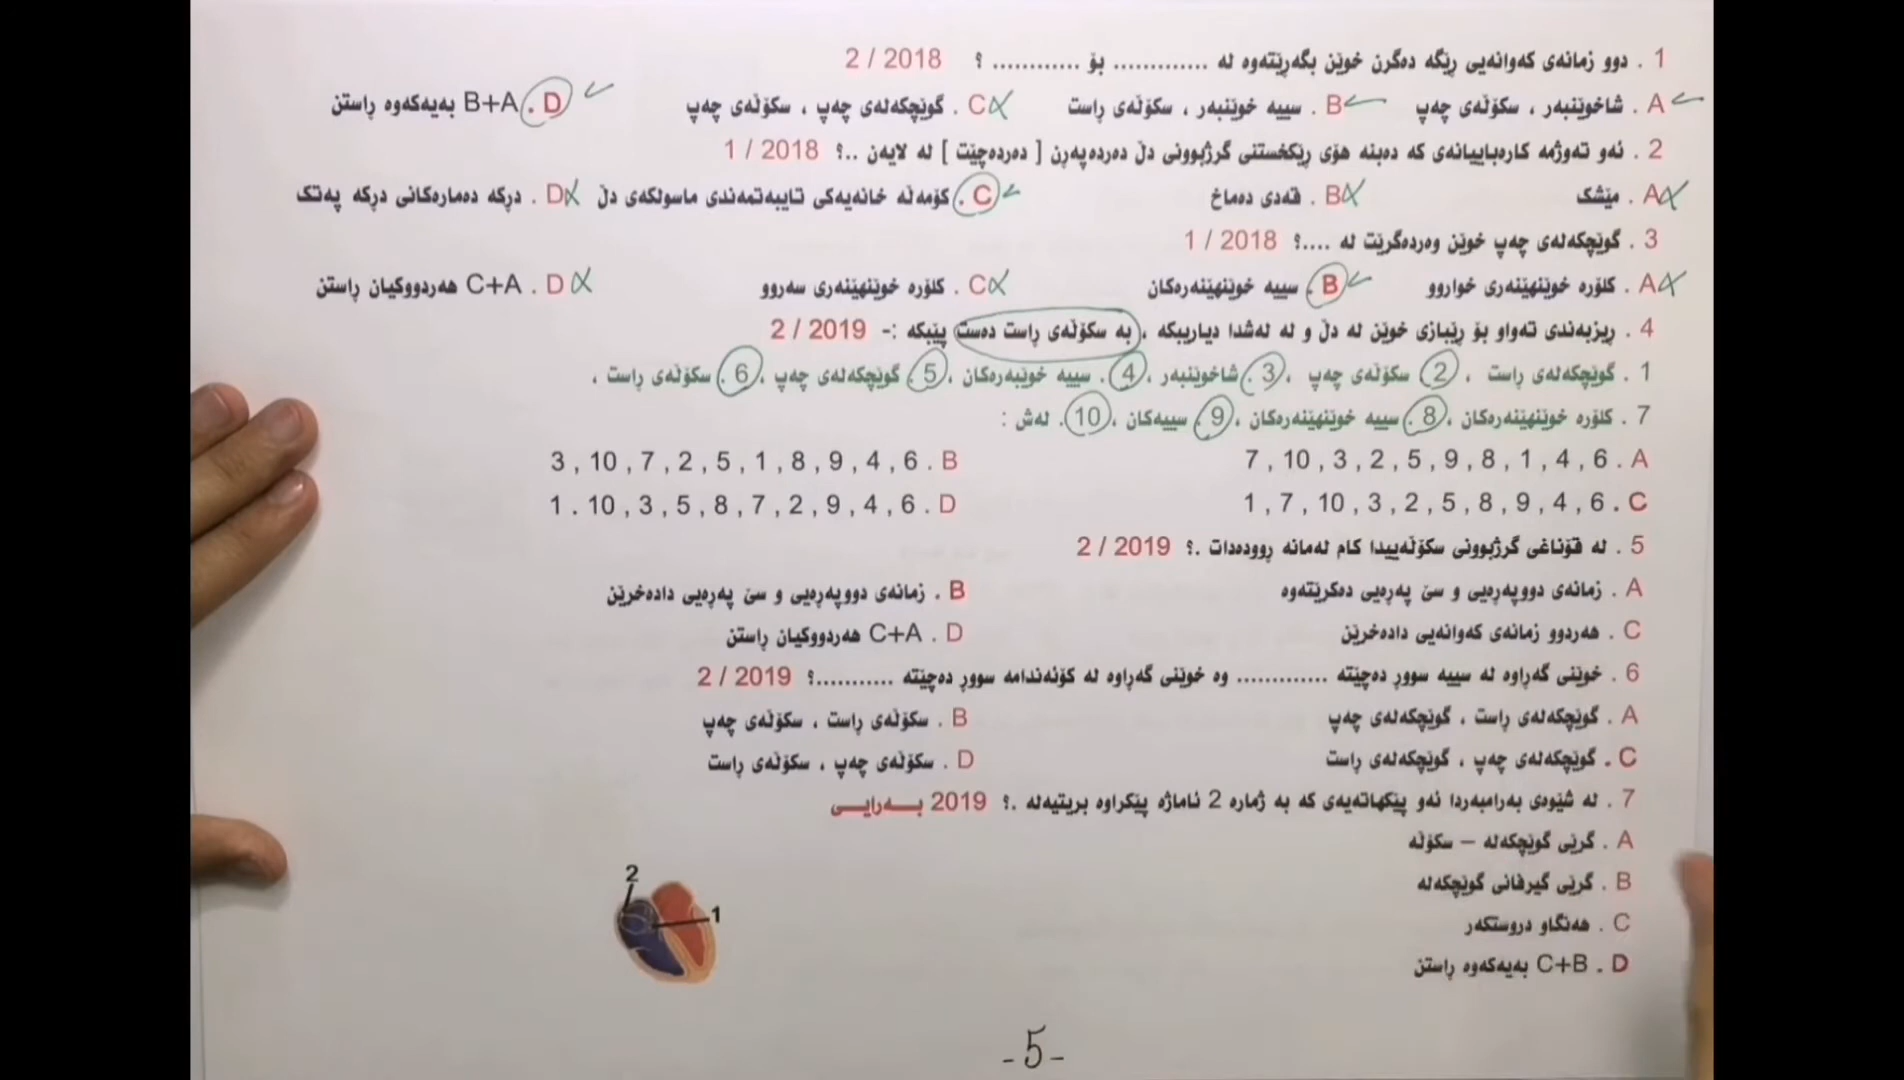 1 . دوو زمانەی کەوانەیی ڕێگە دەگرن خوێن بگەڕێتەوە لە ............. بۆ ............ ؟ 2018 / 2
A . شاخوێنبەر ، سکۆڵەی چەپ B . سییە خوێنبەر ، سکۆڵەی ڕاست C . گوێچکەلەی چەپ ، سکۆڵەی چەپ D . B+A بەیەکەوە ڕاستن
2 . ئەو تەوژمە کارەباییانەی کە دەبنە هۆی ڕێکخستنی گرژبوونی دڵ دەردەپەڕن [ دەردەچێت ] لە لایەن ..؟ 2018 / 1
A . مێشک B . قەدی دەماخ C . کۆمەڵە خانەیەکی تایبەتمەندی ماسولکەی دڵ D . درکە دەمارەکانی درکە پەتک
3 . گوێچکەلەی چەپ خوێن وەردەگرێت لە ....؟ 2018 / 1
A . کلۆرە خوێنهێنەری خواروو B . سییە خوێنهێنەرەکان C . کلۆرە خوێنهێنەری سەروو D . C+A هەردووکیان ڕاستن
4 . ڕیزبەندی تەواو بۆ ڕێبازی خوێن لە دڵ و لە لەشدا دیاریبکە ، بە سکۆڵەی ڕاست دەست پێبکە :- 2019 / 2
1 . گوێچکەلەی ڕاست ، 2 . سکۆڵەی چەپ ، 3 . شاخوێنبەر ، 4 . سییە خوێنبەرەکان ، 5 . گوێچکەلەی چەپ ، 6 . سکۆڵەی ڕاست ،
7 . کلۆرە خوێنهێنەرەکان ، 8 . سییە خوێنهێنەرەکان ، 9 . سییەکان ، 10 . لەش :
A . 6 , 4 , 1 , 8 , 9 , 5 , 2 , 3 , 10 , 7 B . 6 , 4 , 9 , 8 , 1 , 5 , 2 , 7 , 10 , 3
C . 6 , 4 , 9 , 8 , 5 , 2 , 3 , 10 , 7 , 1 D . 6 , 4 , 9 , 2 , 7 , 8 , 5 , 3 , 10 . 1
5 . لە قۆناغی گرژبوونی سکۆڵەییدا کام لەمانە ڕوودەدات .؟ 2019 / 2
A . زمانەی دووپەڕەیی و سێ پەڕەیی دەکرێتەوە B . زمانەی دووپەڕەیی و سێ پەڕەیی دادەخرێن
C . هەردوو زمانەی کەوانەیی دادەخرێن D . C+A هەردووکیان ڕاستن
6 . خوێنی گەڕاوە لە سییە سووڕ دەچێتە ............. وە خوێنی گەڕاوە لە کۆئەندامە سووڕ دەچێتە ...........؟ 2019 / 2
A . گوێچکەلەی ڕاست ، گوێچکەلەی چەپ B . سکۆڵەی ڕاست ، سکۆڵەی چەپ
C . گوێچکەلەی چەپ ، گوێچکەلەی ڕاست D . سکۆڵەی چەپ ، سکۆڵەی ڕاست
7 . لە شێوەی بەرامبەردا ئەو پێکهاتەیەی کە بە ژمارە 2 ئاماژە پێکراوە بریتیەلە .؟ 2019 بــەرایــی
A . گرێی گوێچکەلە – سکۆڵە
B . گرێی گیرفانی گوێچکەلە
C . هەنگاو دروستکەر
D . C+B بەیەکەوە ڕاستن
2
1
-5-